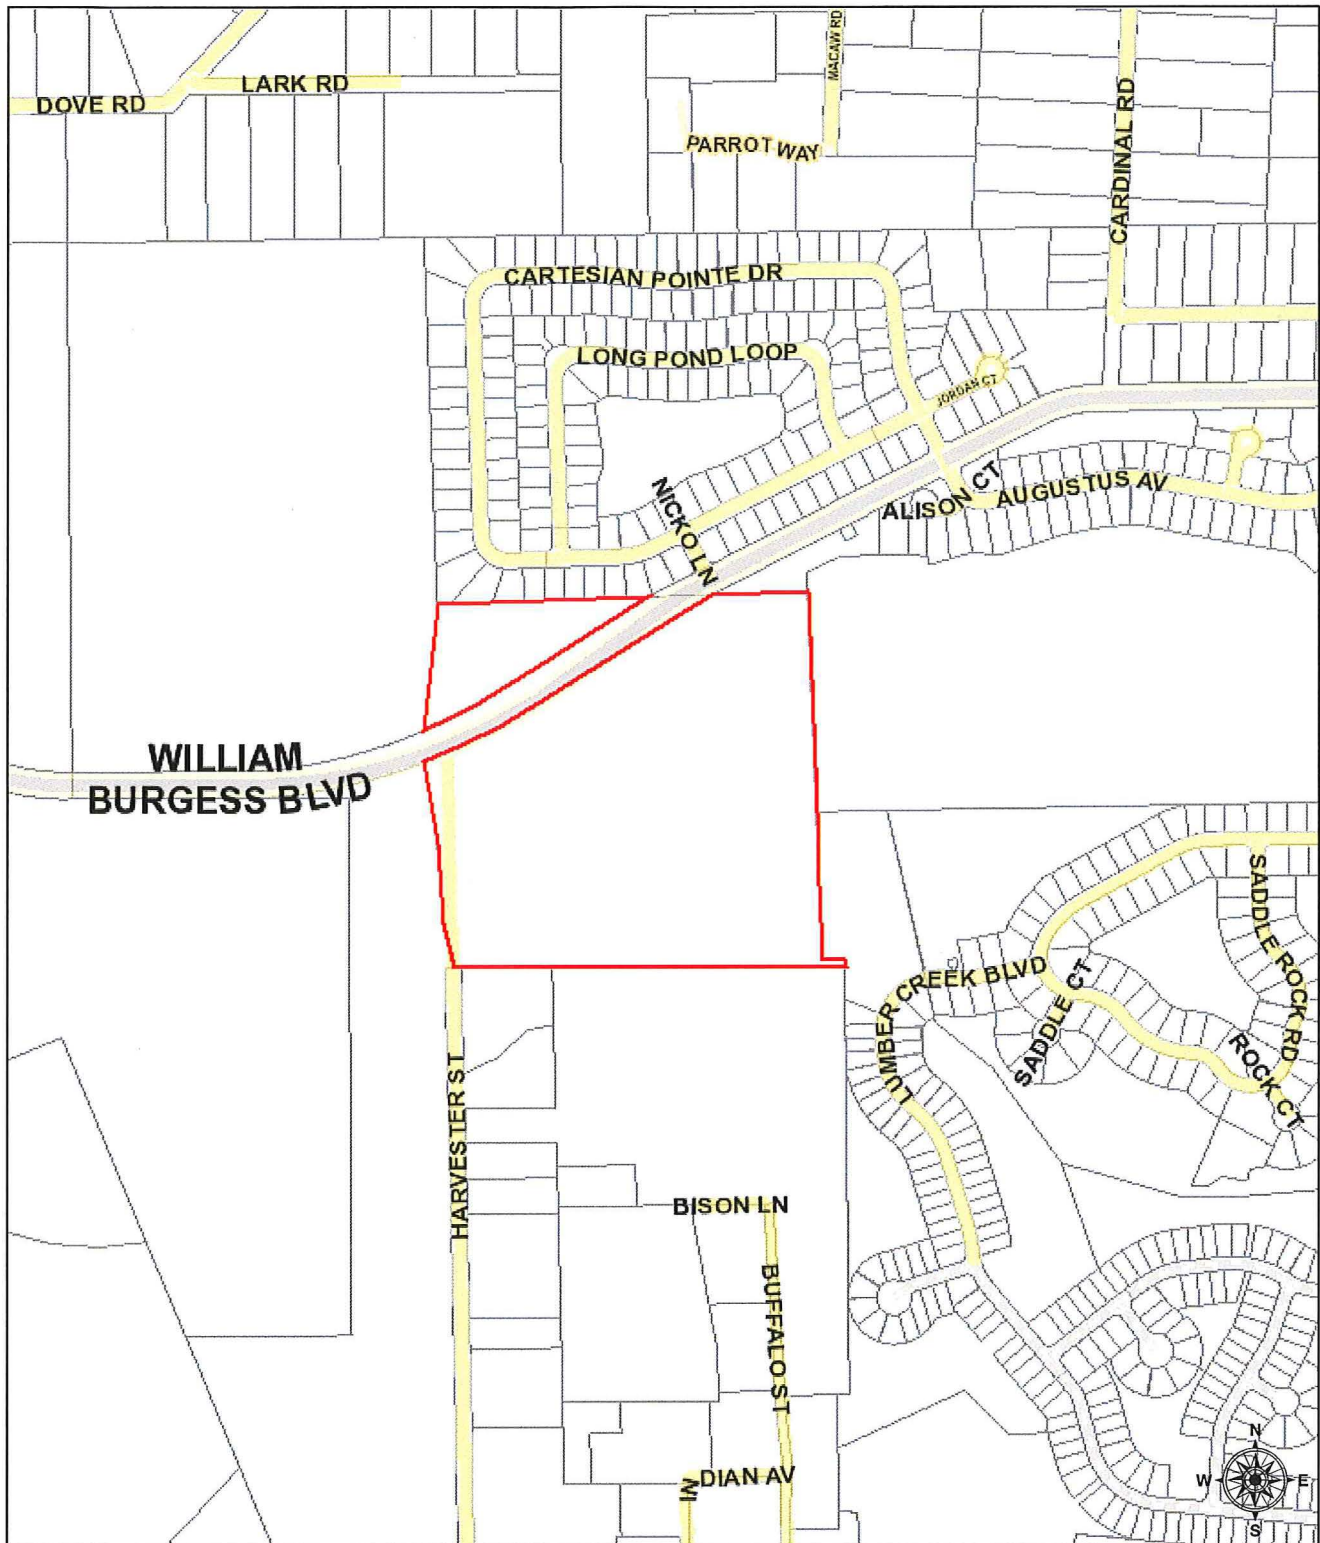 MACAW RD
LARK RD
DOVE RD
CARDINAL RD
PARROT WAY
CARTESIAN POINTE DR
LONG POND LOOP
JORDAN CT
NICKO LN
ALISON CT
AUGUSTUS AV
WILLIAM
BURGESS BLVD
SADDLE ROCK RD
LUMBER CREEK BLVD
SADDLE CT
ROCK CT
HARVESTER ST
BISON LN
BUFFALO ST
INDIAN AV
N
W E
S